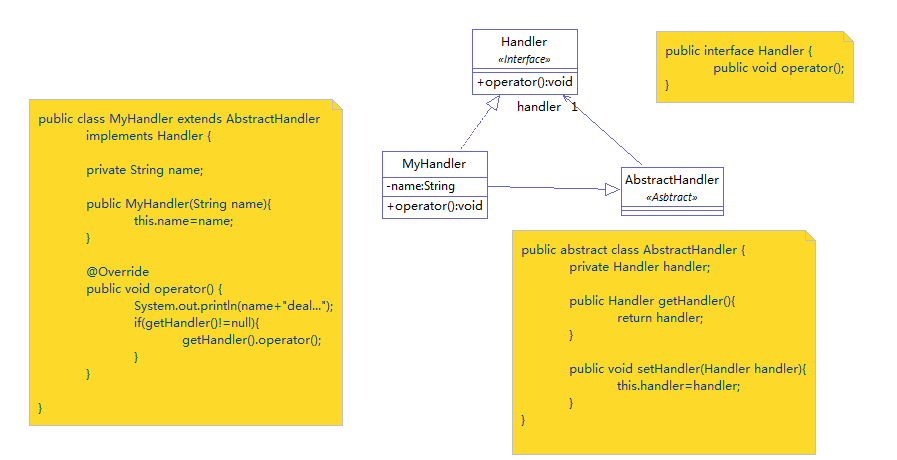 Handler
«Interface»
+operator():void
handler 1
public interface Handler {
public void operator();
}
public class MyHandler extends AbstractHandler
implements Handler {
private String name;
public MyHandler(String name){
this.name=name;
}
@Override
public void operator() {
System.out.println(name+"deal...");
if(getHandler()!=null){
getHandler().operator();
}
}
}
MyHandler
-name:String
+operator():void
AbstractHandler
«Asbtract»
public abstract class AbstractHandler {
private Handler handler;
public Handler getHandler(){
return handler;
}
public void setHandler(Handler handler){
this.handler=handler;
}
}